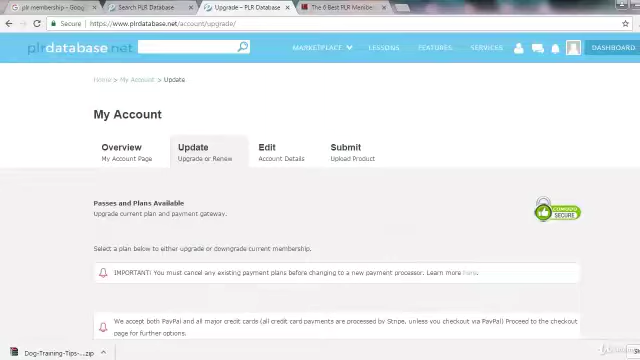 plr membership - Goog
Search PLR Database
Upgrade – PLR Database
The 6 Best PLR Member
Secure
https://www.plrdatabase.net/account/upgrade/
plrdatabase.net
MARKETPLACE
LESSONS
FEATURES
SERVICES
DASHBOARD
Home > My Account > Update
My Account
Overview
My Account Page
Update
Upgrade or Renew
Edit
Account Details
Submit
Upload Product
Passes and Plans Available
Upgrade current plan and payment gateway.
COMODO
SECURE
Select a plan below to either upgrade or downgrade current membership.
IMPORTANT! You must cancel any existing payment plans before changing to a new payment processor. Learn more here.
We accept both PayPal and all major credit cards (all credit card payments are processed by Stripe, unless you checkout via PayPal) Proceed to the checkout
page for further options.
Dog-Training-Tips-....zip